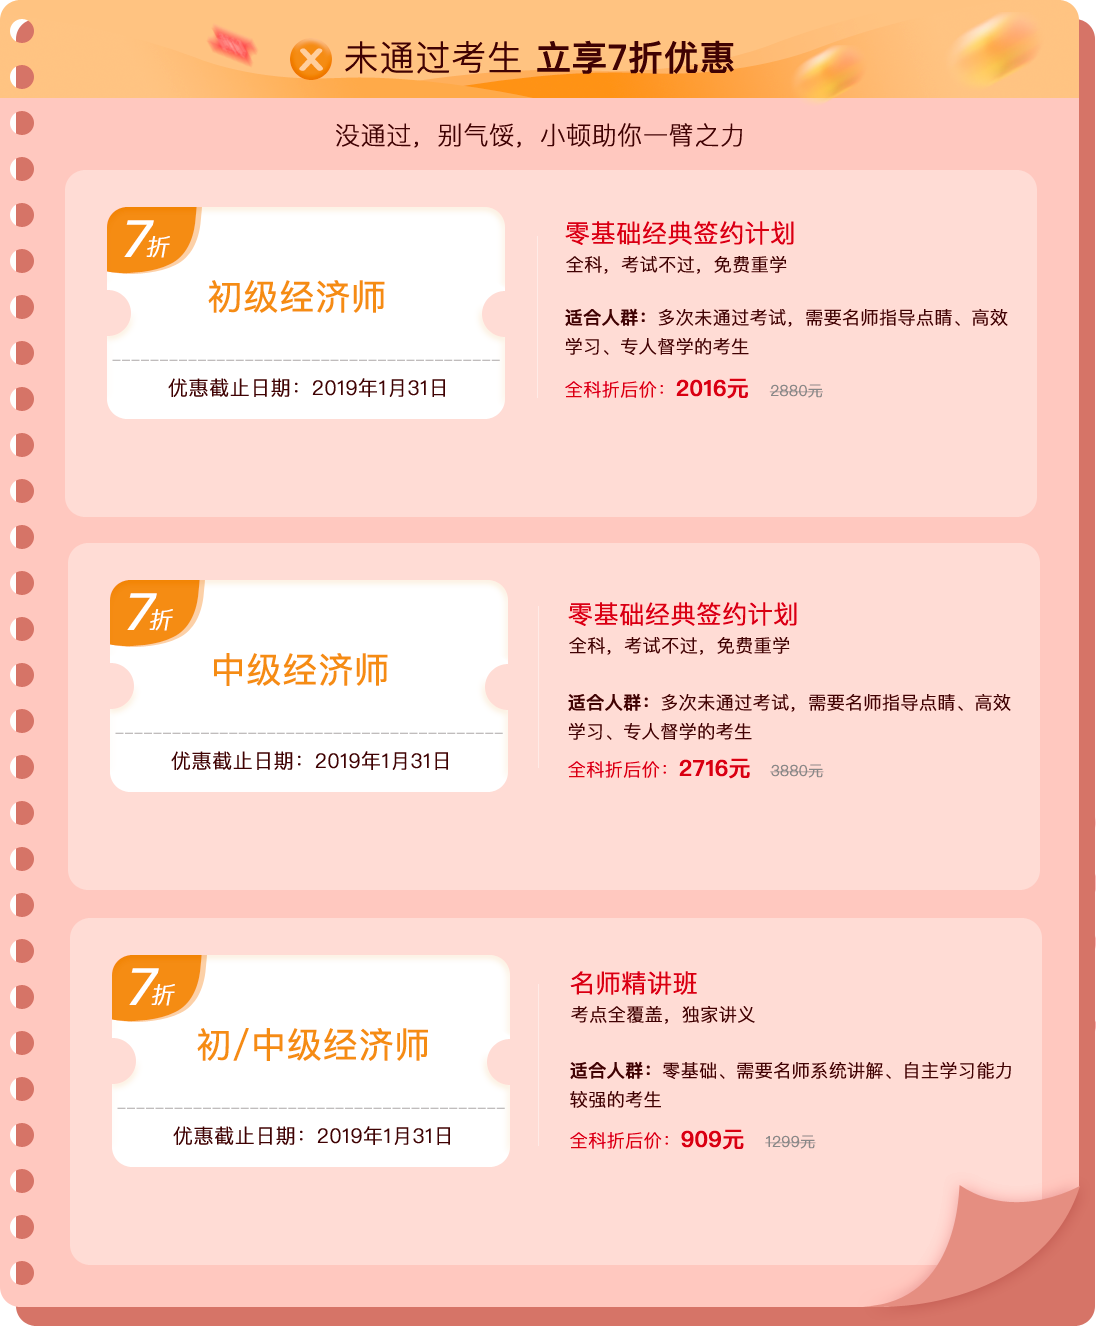 未通过考生 立享7折优惠
没通过，别气馁，小顿助你一臂之力
7折
初级经济师
优惠截止日期：2019年1月31日
零基础经典签约计划
全科，考试不过，免费重学
适合人群：多次未通过考试，需要名师指导点睛、高效
学习、专人督学的考生
全科折后价：2016元 2880元
7折
中级经济师
优惠截止日期：2019年1月31日
零基础经典签约计划
全科，考试不过，免费重学
适合人群：多次未通过考试，需要名师指导点睛、高效
学习、专人督学的考生
全科折后价：2716元 3880元
7折
初/中级经济师
优惠截止日期：2019年1月31日
名师精讲班
考点全覆盖，独家讲义
适合人群：零基础、需要名师系统讲解、自主学习能力
较强的考生
全科折后价：909元 1299元